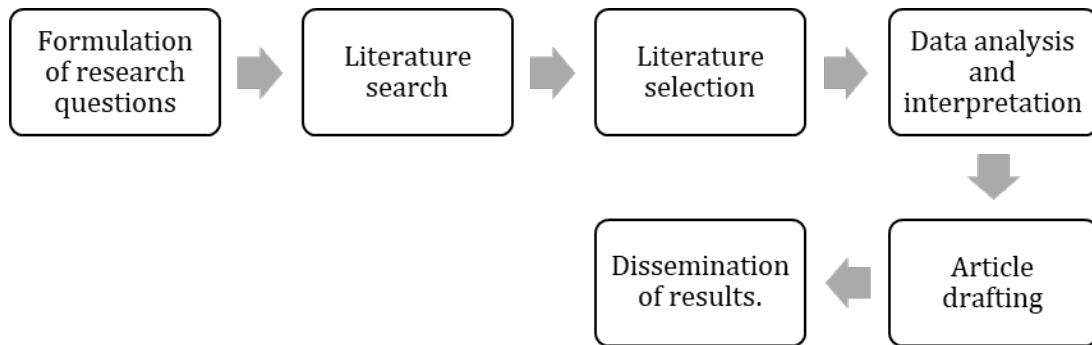 Formulation
of research
questions
Literature
search
Literature
selection
Data analysis
and
interpretation
Article
drafting
Dissemination
of results.